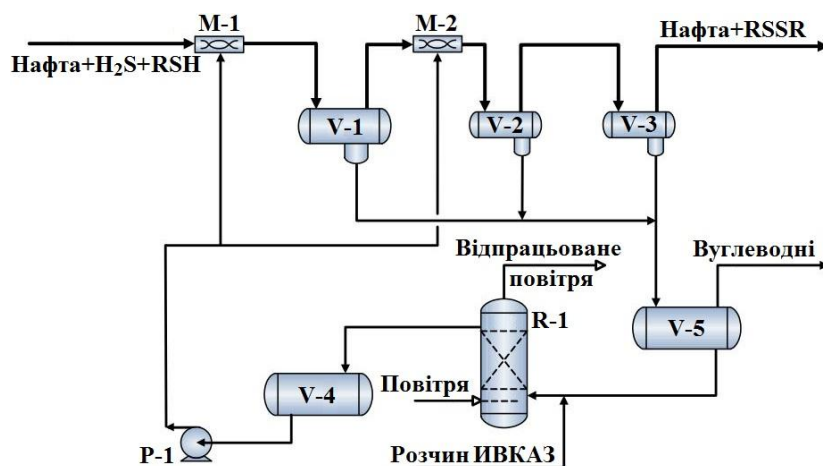 M-1
M-2
Нафта+RSSR
Нафта+H₂S+RSH
V-1
V-2
V-3
Відпрацьоване
повітря
Вуглеводні
R-1
V-5
Повітря
V-4
P-1
Розчин ИВКАЗ